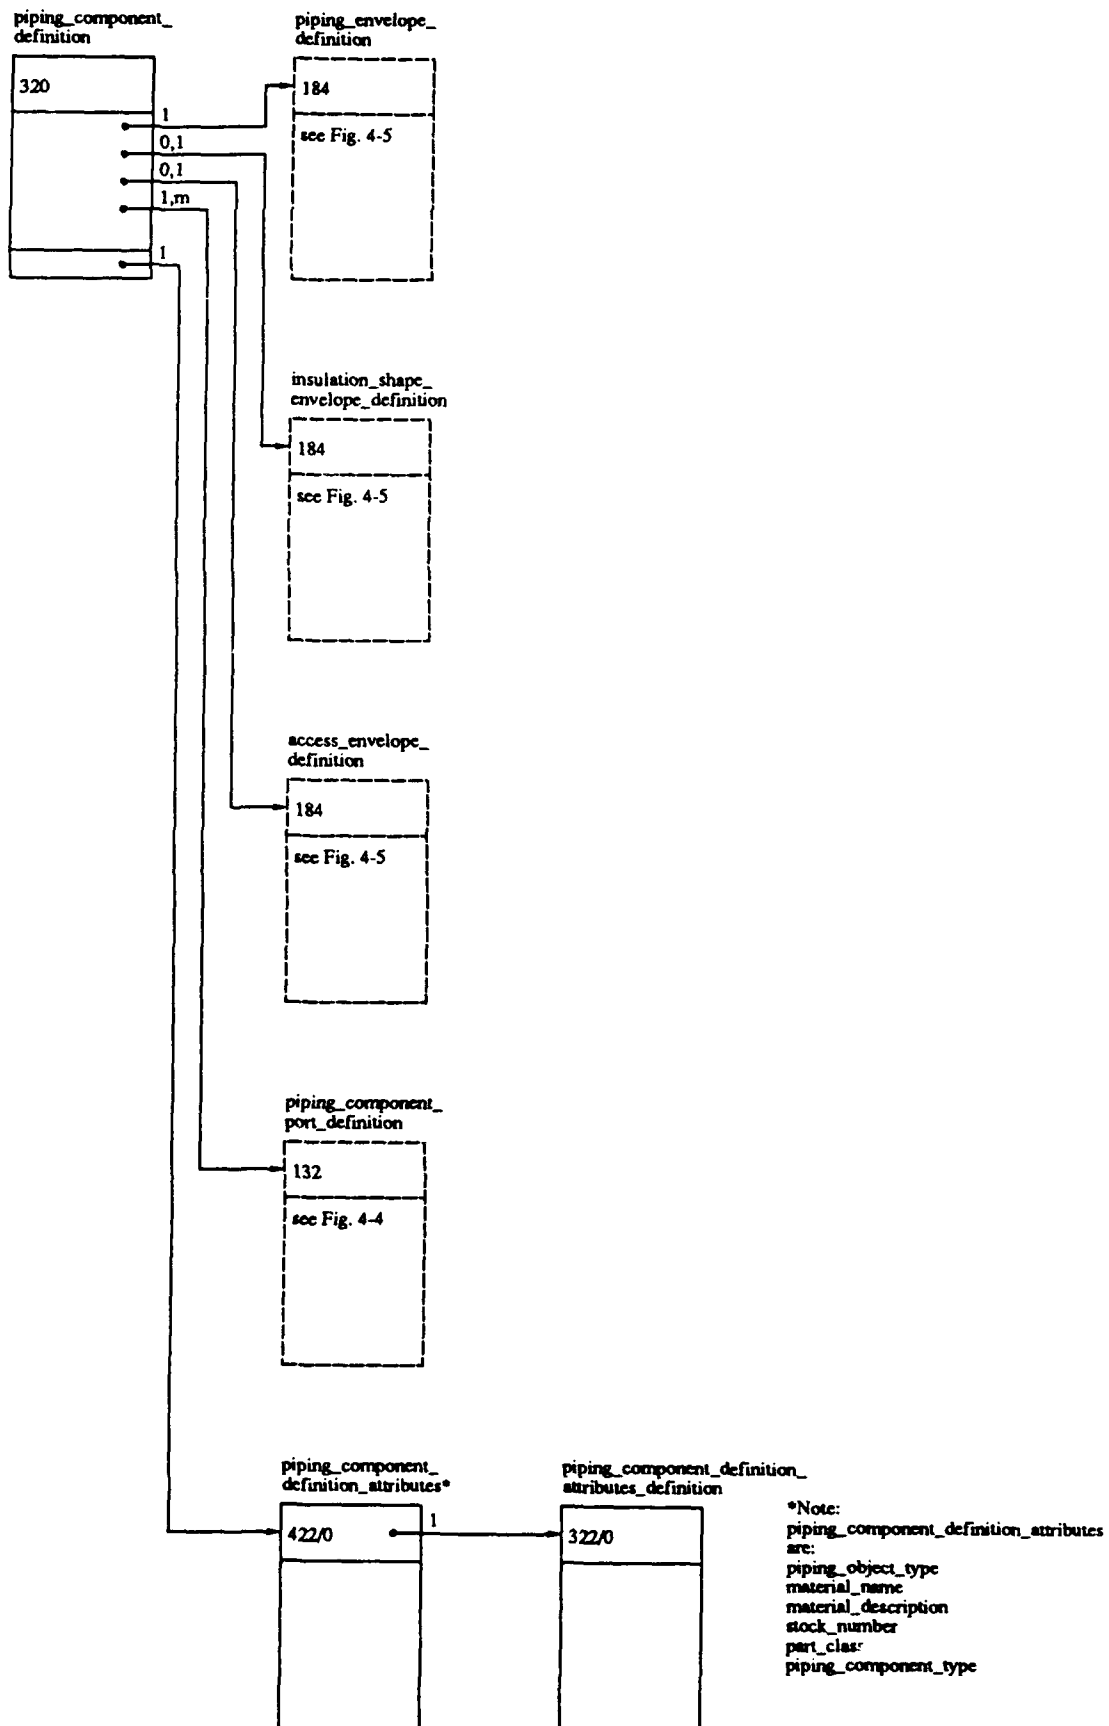 piping_component_
definition
320
1
0,1
0,1
1,m
1
piping_envelope_
definition
184
see Fig. 4-5
insulation_shape_
envelope_definition
184
see Fig. 4-5
access_envelope_
definition
184
see Fig. 4-5
piping_component_
port_definition
132
see Fig. 4-4
piping_component_
definition_attributes*
422/0
1
piping_component_definition_
attributes_definition
322/0
*Note:
piping_component_definition_attributes
are:
piping_object_type
material_name
material_description
stock_number
part_class
piping_component_type